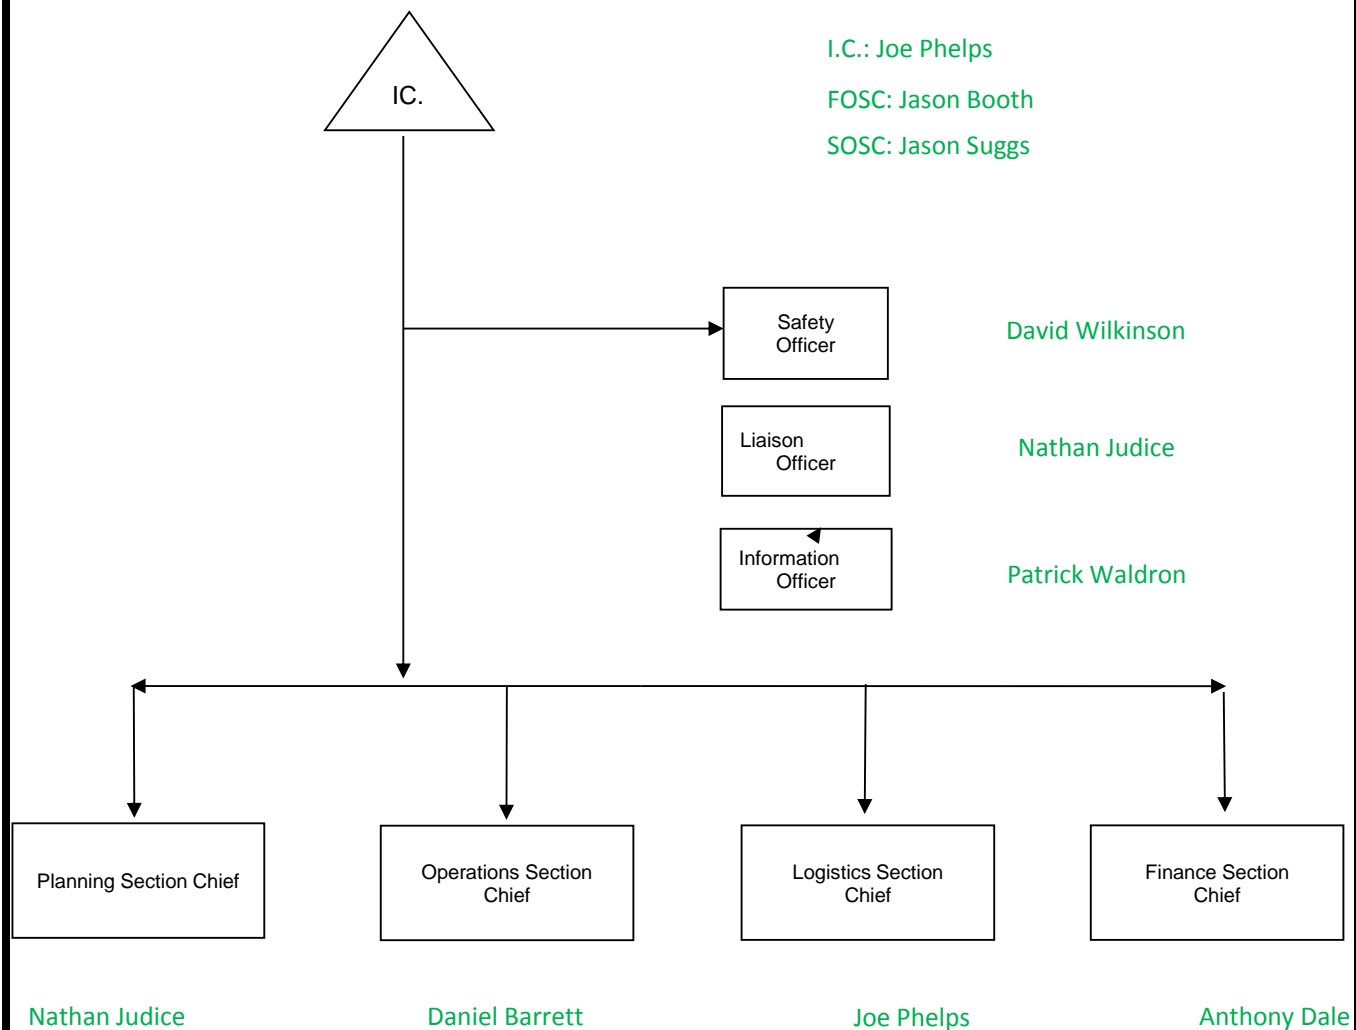 IC.
I.C.: Joe Phelps
FOSC: Jason Booth
SOSC: Jason Suggs
Safety
Officer
David Wilkinson
Liaison
Officer
Nathan Judice
Information
Officer
Patrick Waldron
Planning Section Chief
Operations Section
Chief
Logistics Section
Chief
Finance Section
Chief
Nathan Judice
Daniel Barrett
Joe Phelps
Anthony Dale